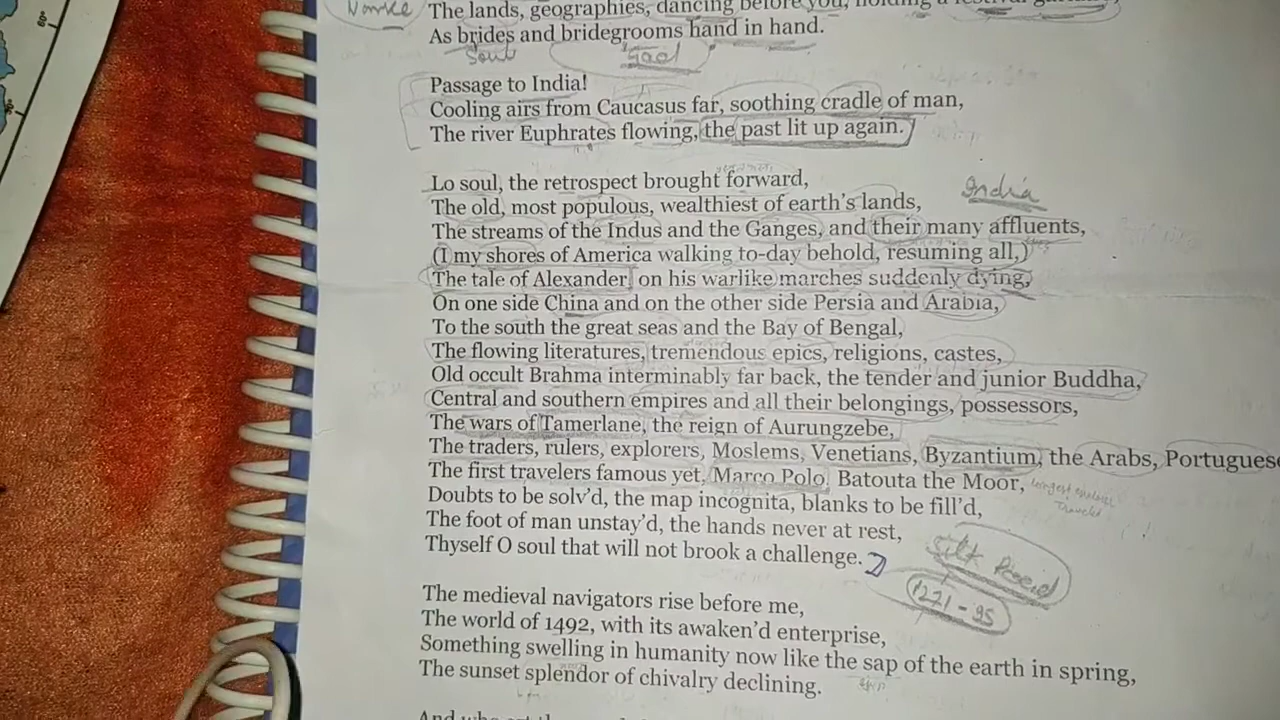 The lands, geographies, dancing before you, holding a festival
As brides and bridegrooms hand in hand.
Soul
God
Passage to India!
Cooling airs from Caucasus far, soothing cradle of man,
The river Euphrates flowing, the past lit up again.
Lo soul, the retrospect brought forward,
India
The old, most populous, wealthiest of earth's lands,
The streams of the Indus and the Ganges, and their many affluents,
(I my shores of America walking to-day behold, resuming all,)
The tale of Alexander on his warlike marches suddenly dying,
On one side China and on the other side Persia and Arabia,
To the south the great seas and the Bay of Bengal,
The flowing literatures, tremendous epics, religions, castes,
Old occult Brahma interminably far back, the tender and junior Buddha,
Central and southern empires and all their belongings, possessors,
The wars of Tamerlane, the reign of Aurungzebe,
The traders, rulers, explorers, Moslems, Venetians, Byzantium, the Arabs, Portuguese
The first travelers famous yet, Marco Polo, Batouta the Moor,
Doubts to be solv'd, the map incognita, blanks to be fill'd,
The foot of man unstay'd, the hands never at rest,
Thyself O soul that will not brook a challenge.
Silk
1271-95
The medieval navigators rise before me,
The world of 1492, with its awaken'd enterprise,
Something swelling in humanity now like the sap of the earth in spring,
The sunset splendor of chivalry declining.